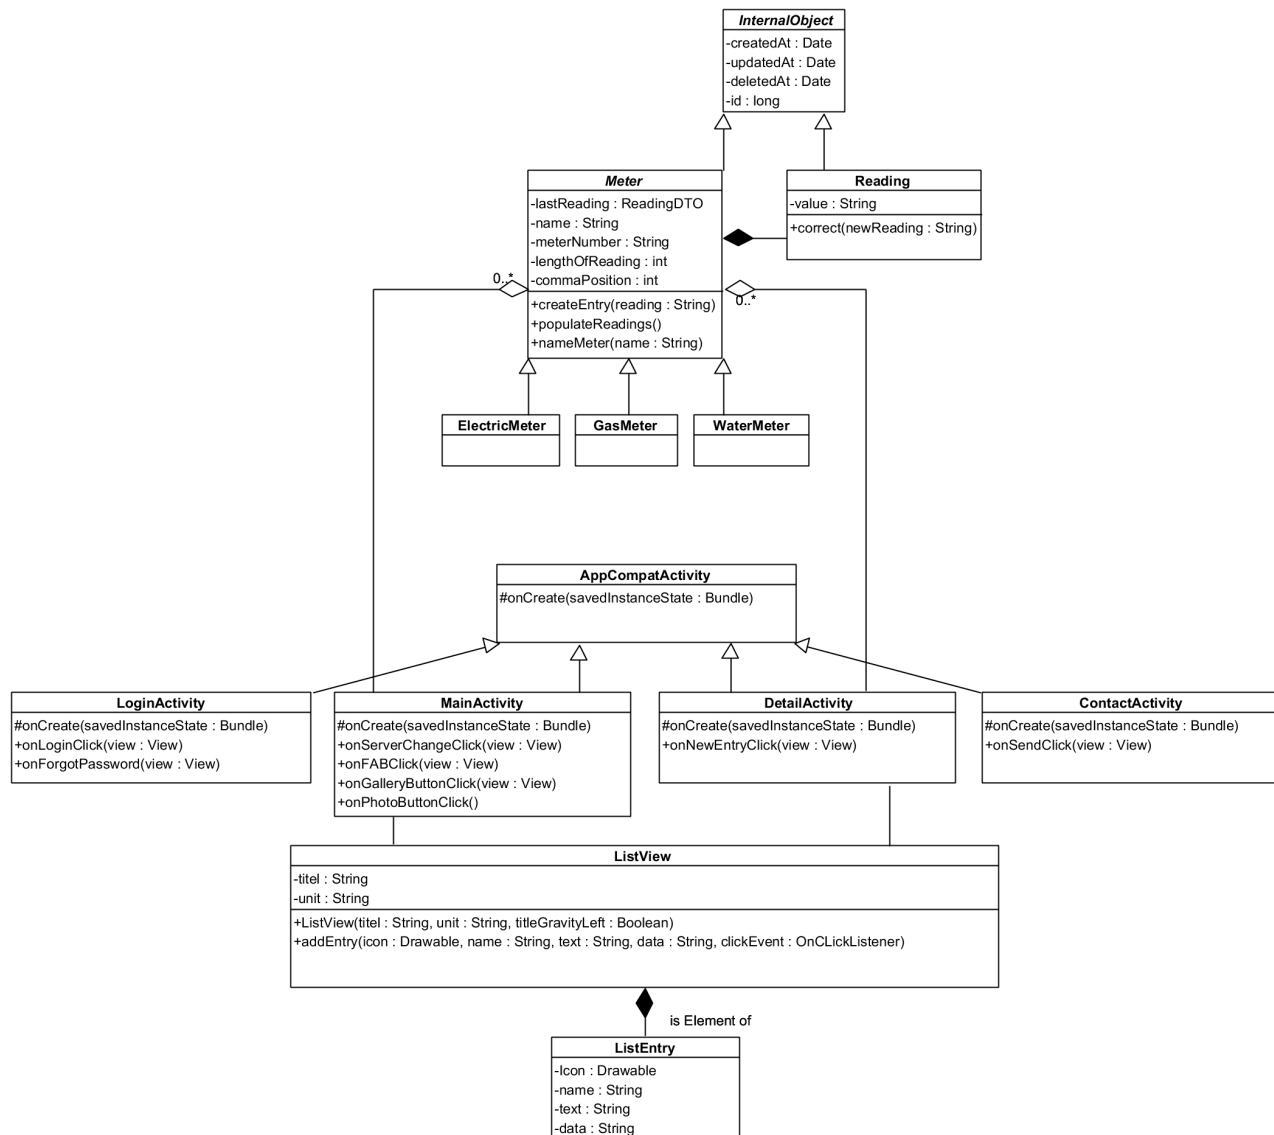 InternalObject
-createdAt : Date
-updatedAt : Date
-deletedAt : Date
-id : long
Meter
-lastReading : ReadingDTO
-name : String
-meterNumber : String
-lengthOfReading : int
-commaPosition : int
+createEntry(reading : String)
+populateReadings()
+nameMeter(name : String)
Reading
-value : String
+correct(newReading : String)
0..*
0..*
ElectricMeter
GasMeter
WaterMeter
AppCompatActivity
#onCreate(savedInstanceState : Bundle)
LoginActivity
#onCreate(savedInstanceState : Bundle)
+onLoginClick(view : View)
+onForgotPassword(view : View)
MainActivity
#onCreate(savedInstanceState : Bundle)
+onServerChangeClick(view : View)
+onFABClick(view : View)
+onGalleryButtonClick(view : View)
+onPhotoButtonClick()
DetailActivity
#onCreate(savedInstanceState : Bundle)
+onNewEntryClick(view : View)
ContactActivity
#onCreate(savedInstanceState : Bundle)
+onSendClick(view : View)
ListView
-titel : String
-unit : String
+ListView(titel : String, unit : String, titleGravityLeft : Boolean)
+addEntry(icon : Drawable, name : String, text : String, data : String, clickEvent : OnCLickListener)
is Element of
ListEntry
-Icon : Drawable
-name : String
-text : String
-data : String